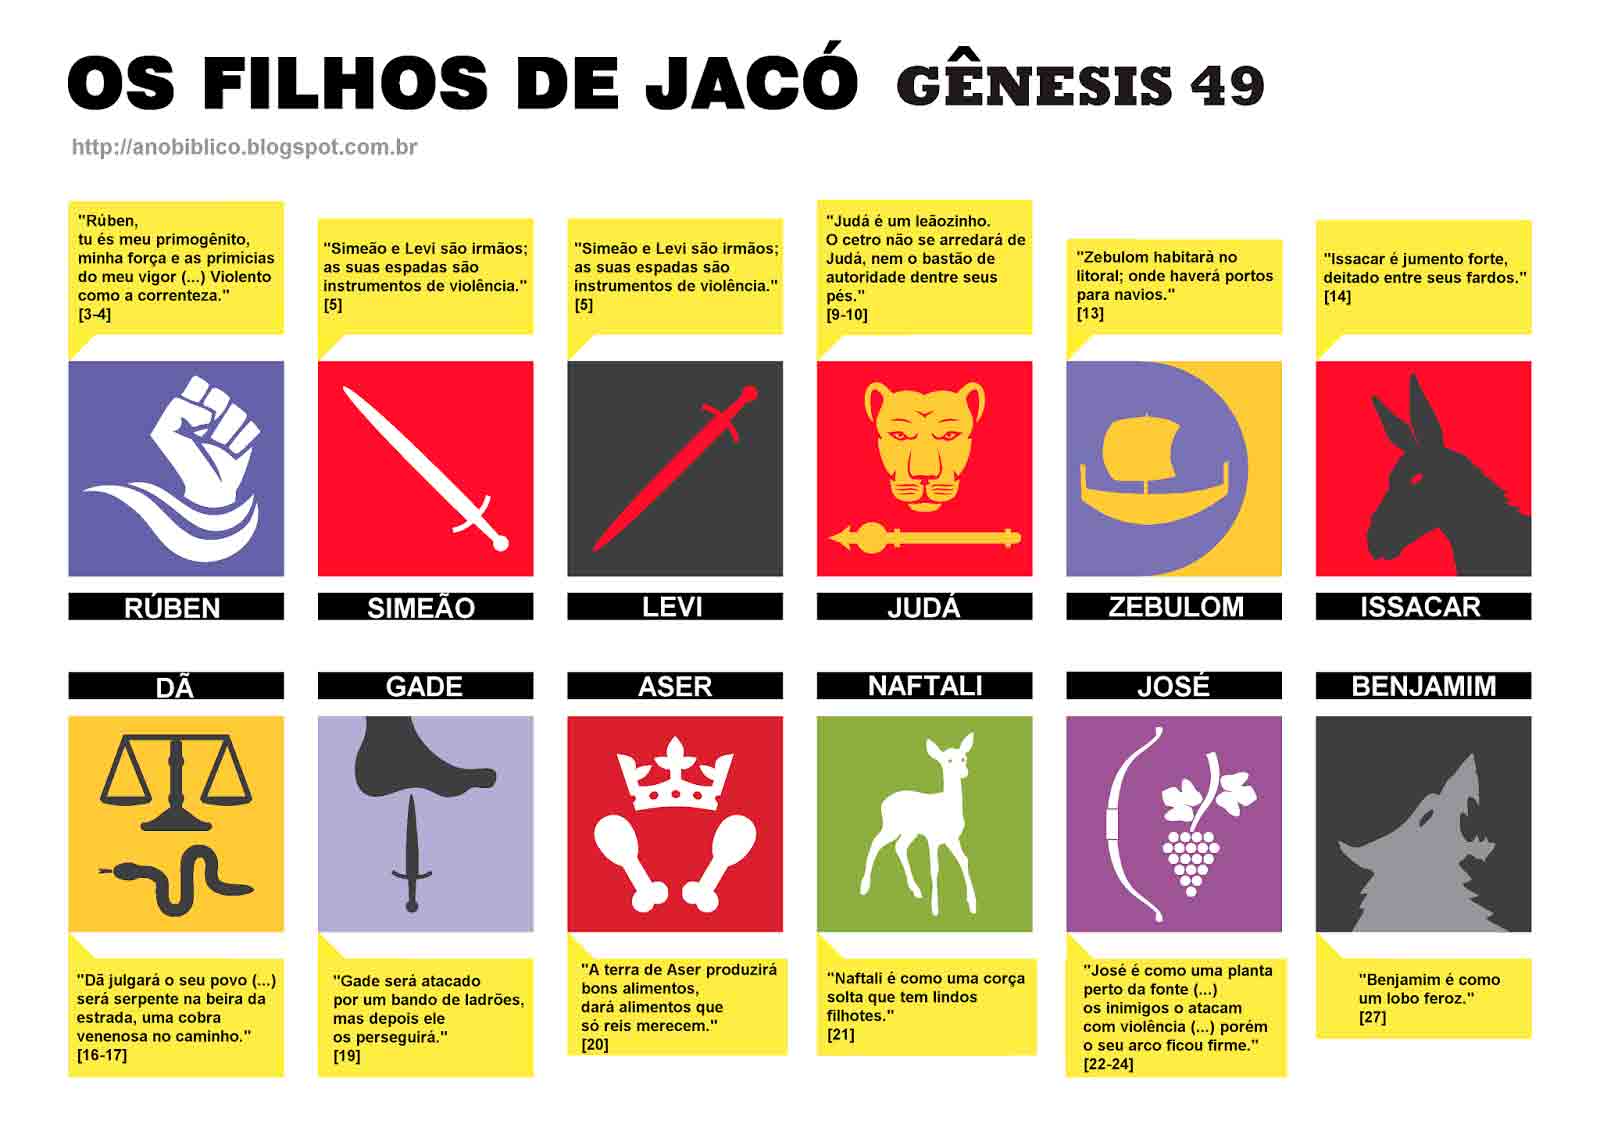 OS FILHOS DE JACÓ GÊNESIS 49
http://anobiblico.blogspot.com.br
"Rúben,
tu és meu primogênito,
minha força e as primicias
do meu vigor (...) Violento
como a correnteza."
[3-4]
"Simeão e Levi são irmãos;
as suas espadas são
instrumentos de violência."
[5]
"Simeão e Levi são irmãos;
as suas espadas são
instrumentos de violência."
[5]
"Judá é um leãozinho.
O cetro não se arredará de
Judá, nem o bastão de
autoridade dentre seus
pés."
[9-10]
"Zebulom habitarà no
litoral; onde haverá portos
para navios."
[13]
"Issacar é jumento forte,
deitado entre seus fardos."
[14]
RÚBEN
SIMEÃO
LEVI
JUDÁ
ZEBULOM
ISSACAR
DÃ
GADE
ASER
NAFTALI
JOSÉ
BENJAMIM
"Dã julgará o seu povo (...)
será serpente na beira da
estrada, uma cobra
venenosa no caminho."
[16-17]
"Gade será atacado
por um bando de ladrões,
mas depois ele
os perseguirá."
[19]
"A terra de Aser produzirá
bons alimentos,
dará alimentos que
só reis merecem."
[20]
"Naftali é como uma corça
solta que tem lindos
filhotes."
[21]
"José é como uma planta
perto da fonte (...)
os inimigos o atacam
com violência (...) porém
o seu arco ficou firme."
[22-24]
"Benjamim é como
um lobo feroz."
[27]